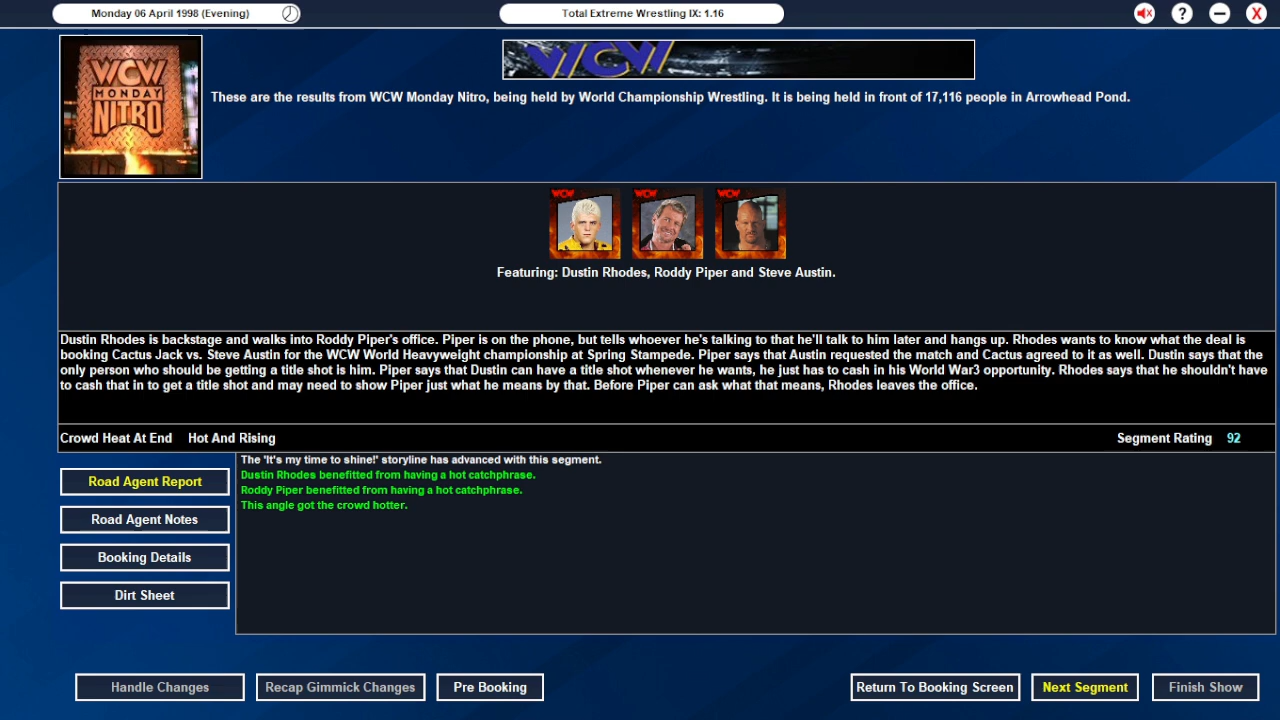 Monday 06 April 1998 (Evening)
Total Extreme Wrestling IX: 1.16
?
X
WCW
MONDAY
NITRO
WCW
These are the results from WCW Monday Nitro, being held by World Championship Wrestling. It is being held in front of 17,116 people in Arrowhead Pond.
WCW WCW WCW
Featuring: Dustin Rhodes, Roddy Piper and Steve Austin.
Dustin Rhodes is backstage and walks into Roddy Piper's office. Piper is on the phone, but tells whoever he's talking to that he'll talk to him later and hangs up. Rhodes wants to know what the deal is
booking Cactus Jack vs. Steve Austin for the WCW World Heavyweight championship at Spring Stampede. Piper says that Austin requested the match and Cactus agreed to it as well. Dustin says that the
only person who should be getting a title shot is him. Piper says that Dustin can have a title shot whenever he wants, he just has to cash in his World War3 opportunity. Rhodes says that he shouldn't have
to cash that in to get a title shot and may need to show Piper just what he means by that. Before Piper can ask what that means, Rhodes leaves the office.
Crowd Heat At End Hot And Rising Segment Rating 92
The 'It's my time to shine!' storyline has advanced with this segment.
Dustin Rhodes benefitted from having a hot catchphrase.
Roddy Piper benefitted from having a hot catchphrase.
This angle got the crowd hotter.
Road Agent Report
Road Agent Notes
Booking Details
Dirt Sheet
Handle Changes Recap Gimmick Changes Pre Booking Return To Booking Screen Next Segment Finish Show